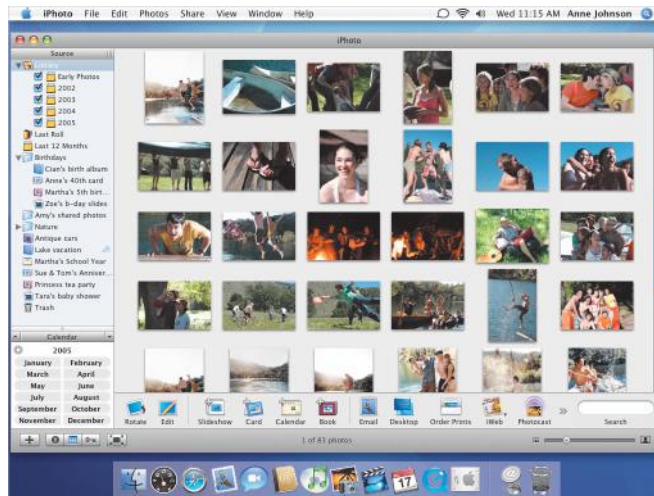 iPhoto File Edit Photos Share View Window Help Wed 11:15 AM Anne Johnson
iPhoto
Source
Library
Early Photos
2002
2003
2004
2005
Last Roll
Last 12 Months
Birthdays
Cian's birth album
Anne's 40th card
Martha's 5th birt...
Zoe's b-day slides
Amy's shared photos
Nature
Antique cars
Lake vacation
Martha's School Year
Sue & Tom's Anniver...
Princess tea party
Tara's baby shower
Trash
Calendar
2005
January February
March April
May June
July August
September October
November December
Rotate Edit Slideshow Card Calendar Book Email Desktop Order Prints iWeb Photocast Search
1 of 83 photos
17